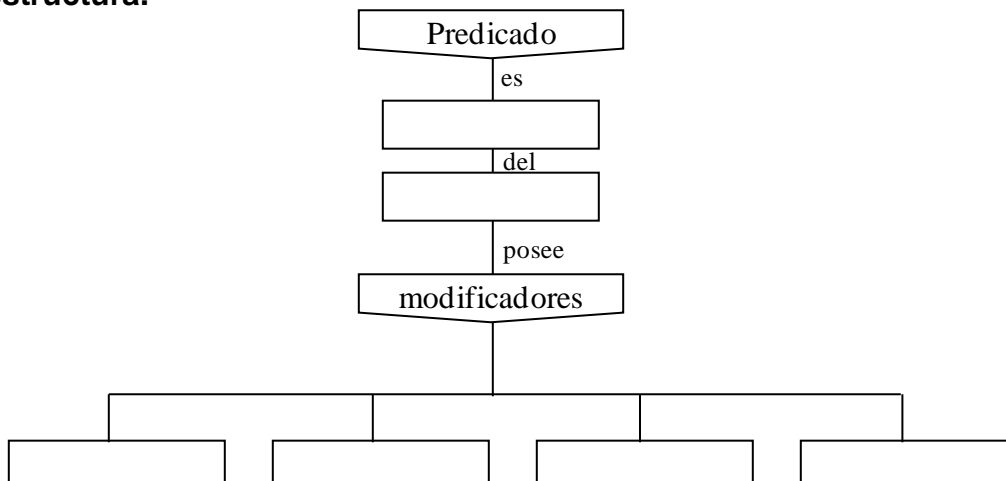 estructura:
Predicado
es
del
posee
modificadores